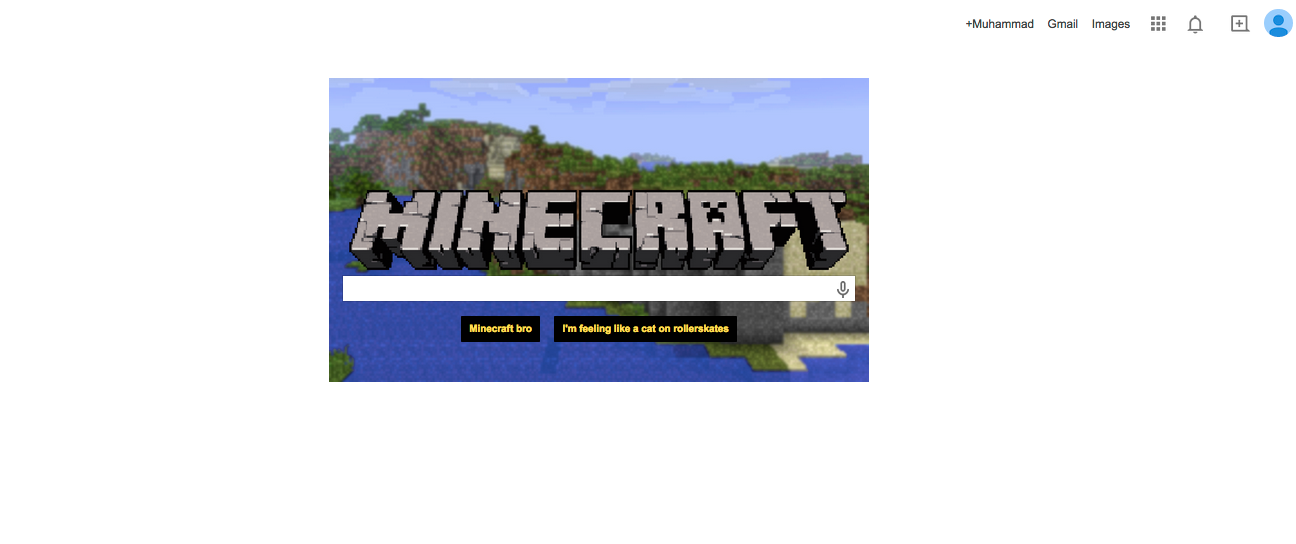 +Muhammad Gmail Images
MINECRAFT
Minecraft bro I'm feeling like a cat on rollerskates